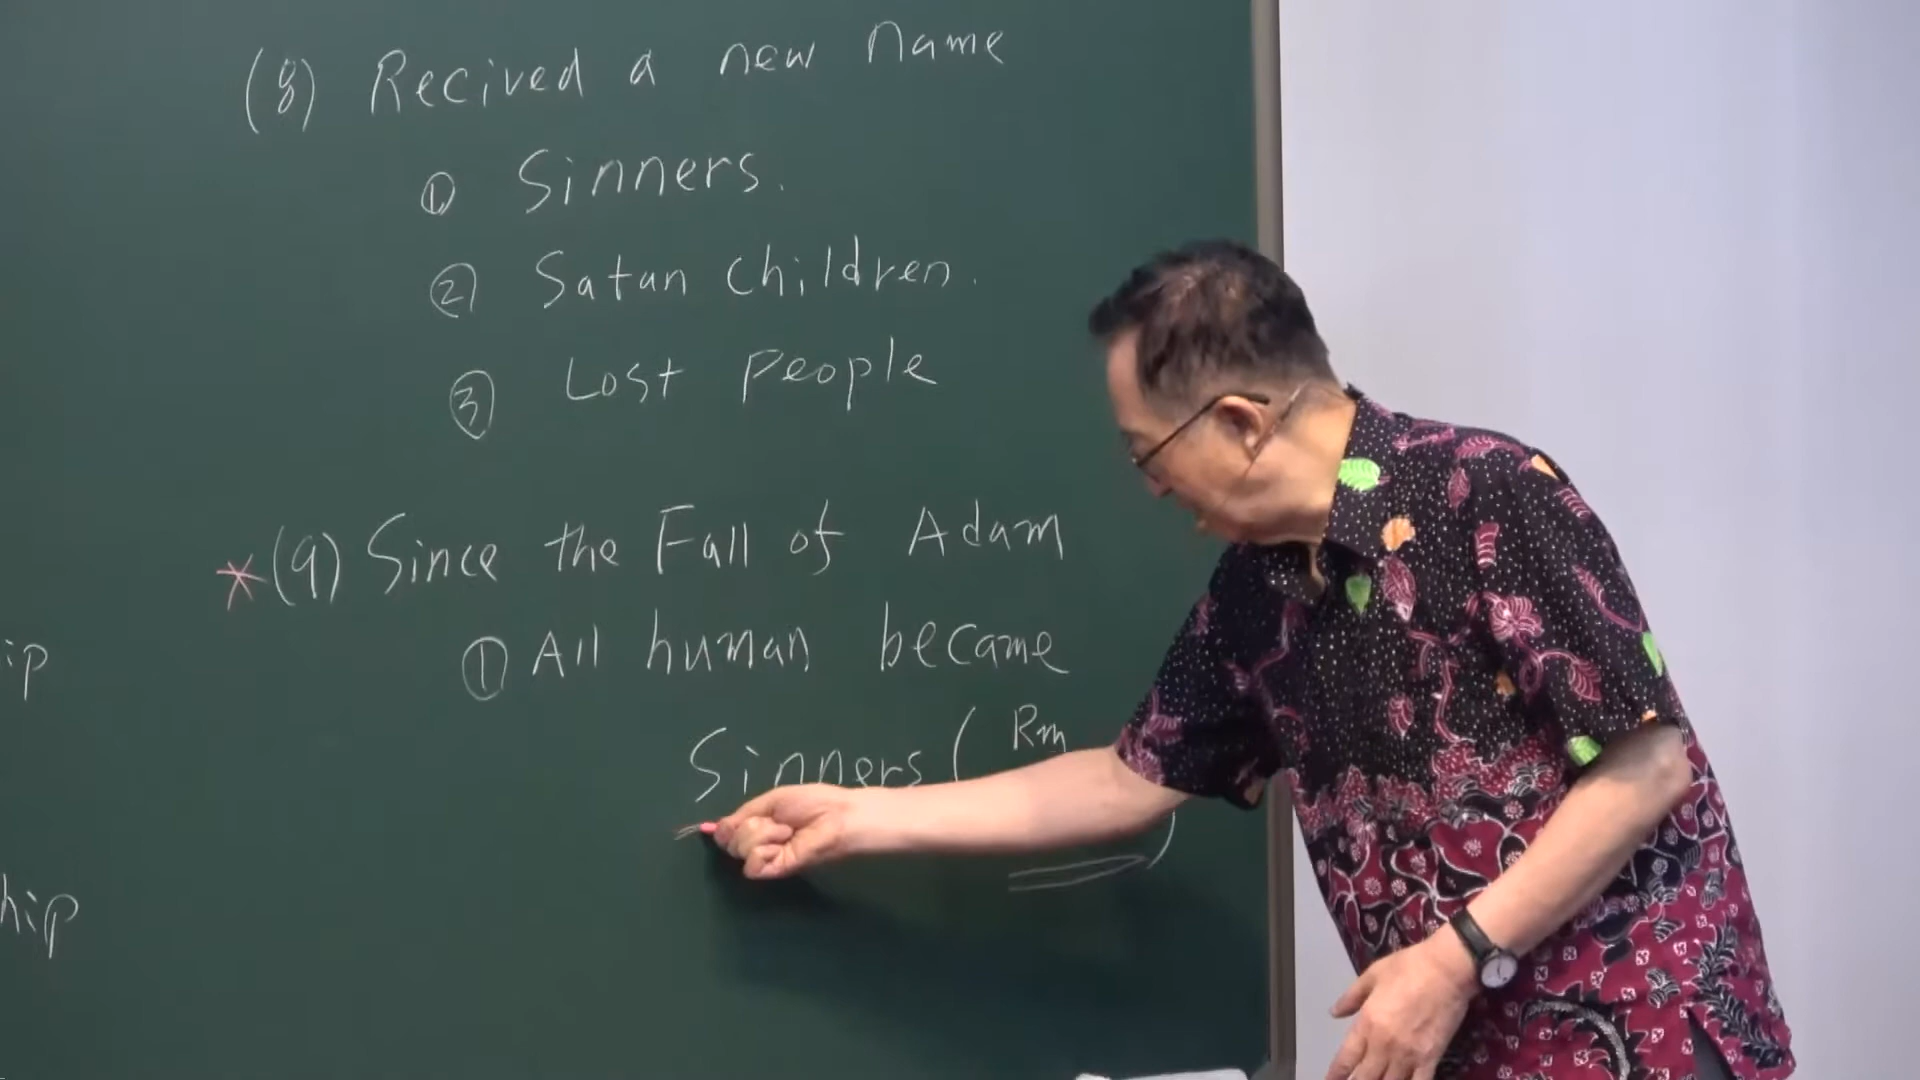 (8) Recived a new name
① Sinners.
② Satan children.
③ Lost People
*(9) Since the Fall of Adam
① All human became
ip
Sinners ( Rm
)
hip